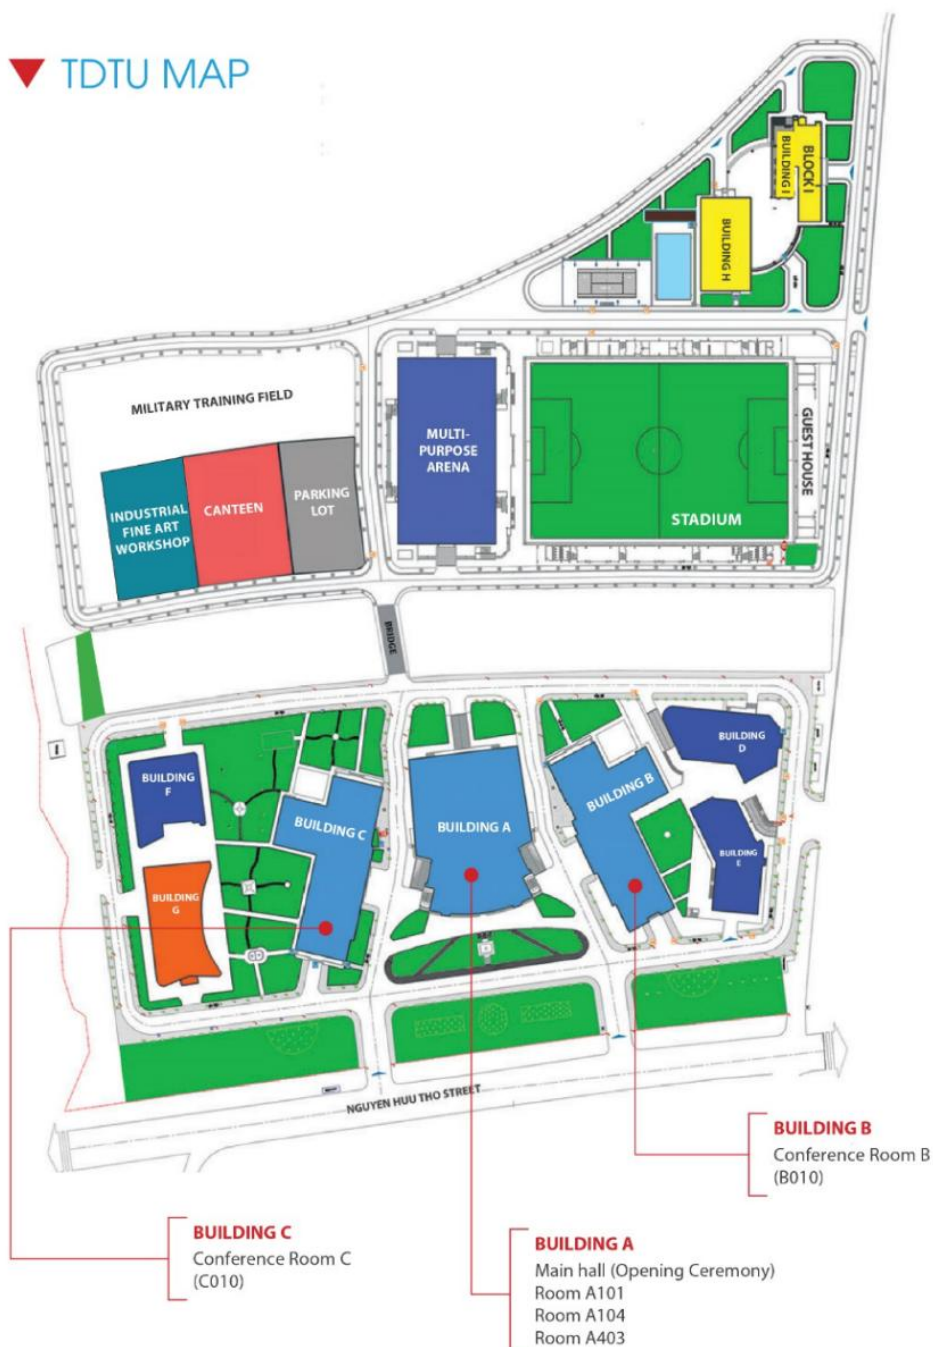 TDTU MAP
BLOCK I
BUILDING I
BUILDING H
MILITARY TRAINING FIELD
MULTI-
PURPOSE
ARENA
GUEST HOUSE
STADIUM
INDUSTRIAL
FINE ART
WORKSHOP
CANTEEN
PARKING
LOT
BRIDGE
BUILDING
D
BUILDING
F
BUILDING B
BUILDING C
BUILDING A
BUILDING
E
BUILDING
G
NGUYEN HUU THO STREET
BUILDING B
Conference Room B
(B010)
BUILDING C
Conference Room C
(C010)
BUILDING A
Main hall (Opening Ceremony)
Room A101
Room A104
Room A403